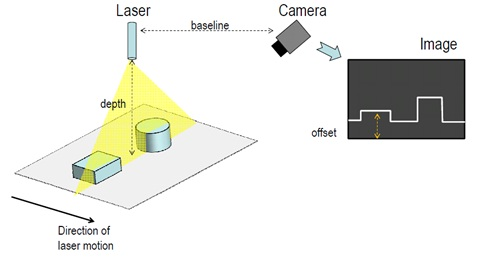 Laser
Camera
baseline
Image
depth
offset
Direction of
laser motion